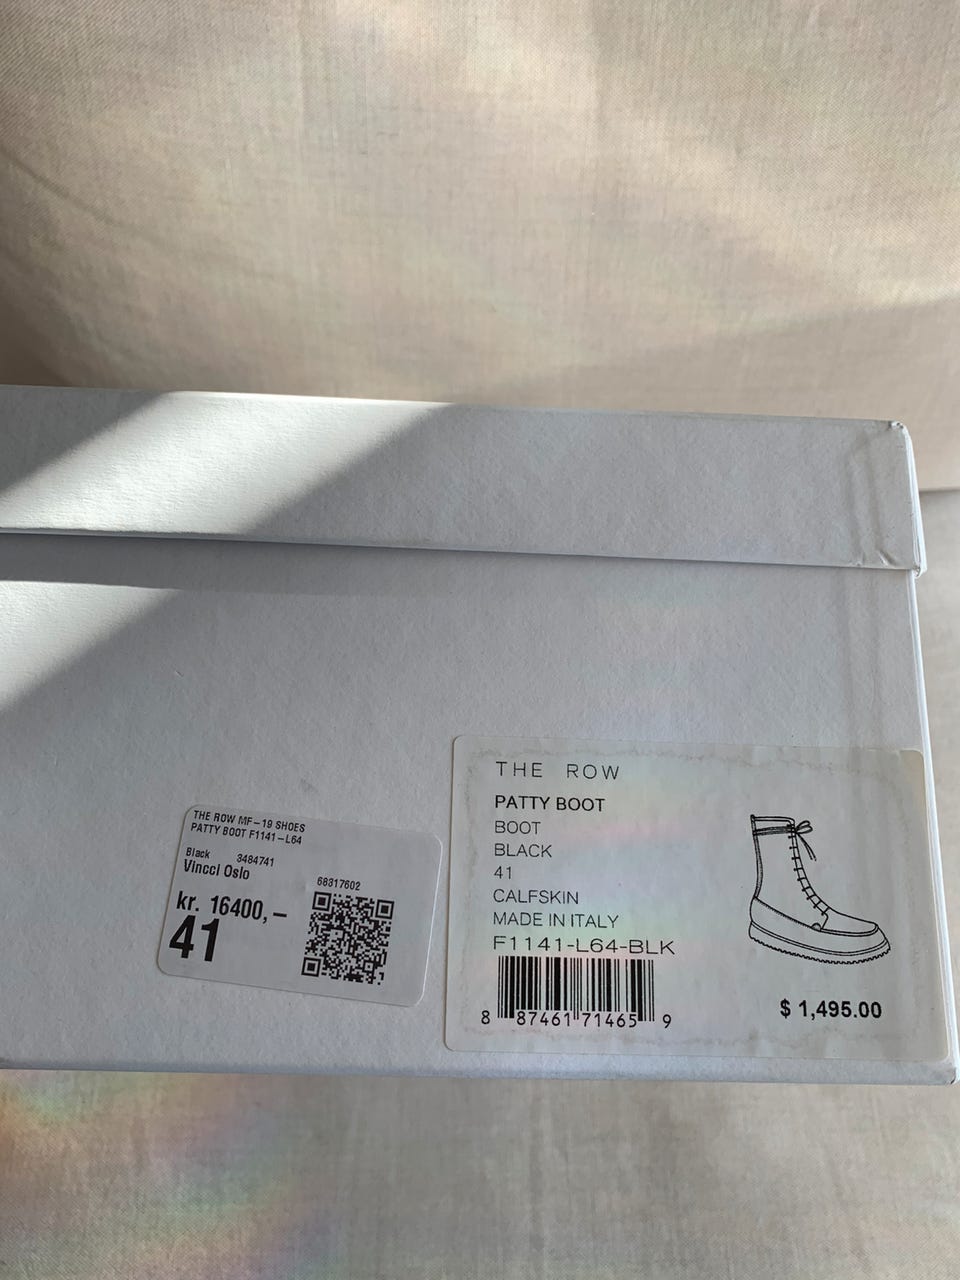 THE ROW MF-19 SHOES
PATTY BOOT F1141-L64
Black 3484741
Vincci Oslo
68317602
kr. 16400,-
41
THE ROW
PATTY BOOT
BOOT
BLACK
41
CALFSKIN
MADE IN ITALY
F1141-L64-BLK
8 87461 71465 9
$ 1,495.00